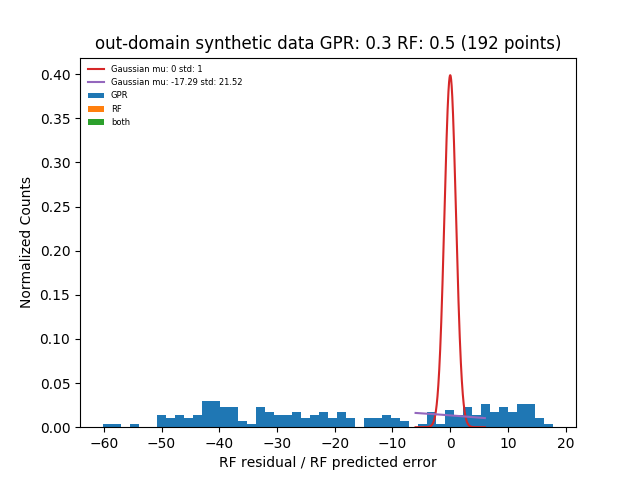 out-domain synthetic data GPR: 0.3 RF: 0.5 (192 points)
Gaussian mu: 0 std: 1
Gaussian mu: -17.29 std: 21.52
GPR
RF
both
Normalized Counts
0.40
0.35
0.30
0.25
0.20
0.15
0.10
0.05
0.00
−60 −50 −40 −30 −20 −10 0 10 20
RF residual / RF predicted error